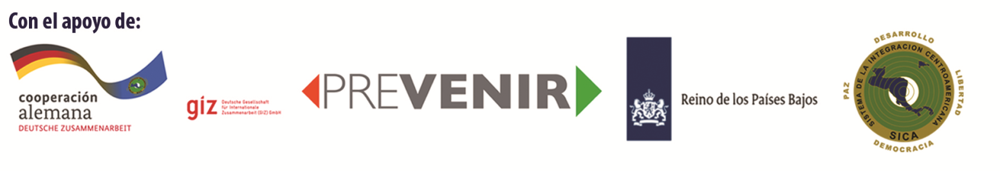 Con el apoyo de:
cooperación
alemana
DEUTSCHE ZUSAMMENARBEIT
giz
Deutsche Gesellschaft
für Internationale
Zusammenarbeit (GIZ) GmbH
PREVENIR
Reino de los Países Bajos
DESARROLLO
PAZ
LIBERTAD
DEMOCRACIA
SISTEMA DE LA INTEGRACION CENTROAMERICANA
SICA